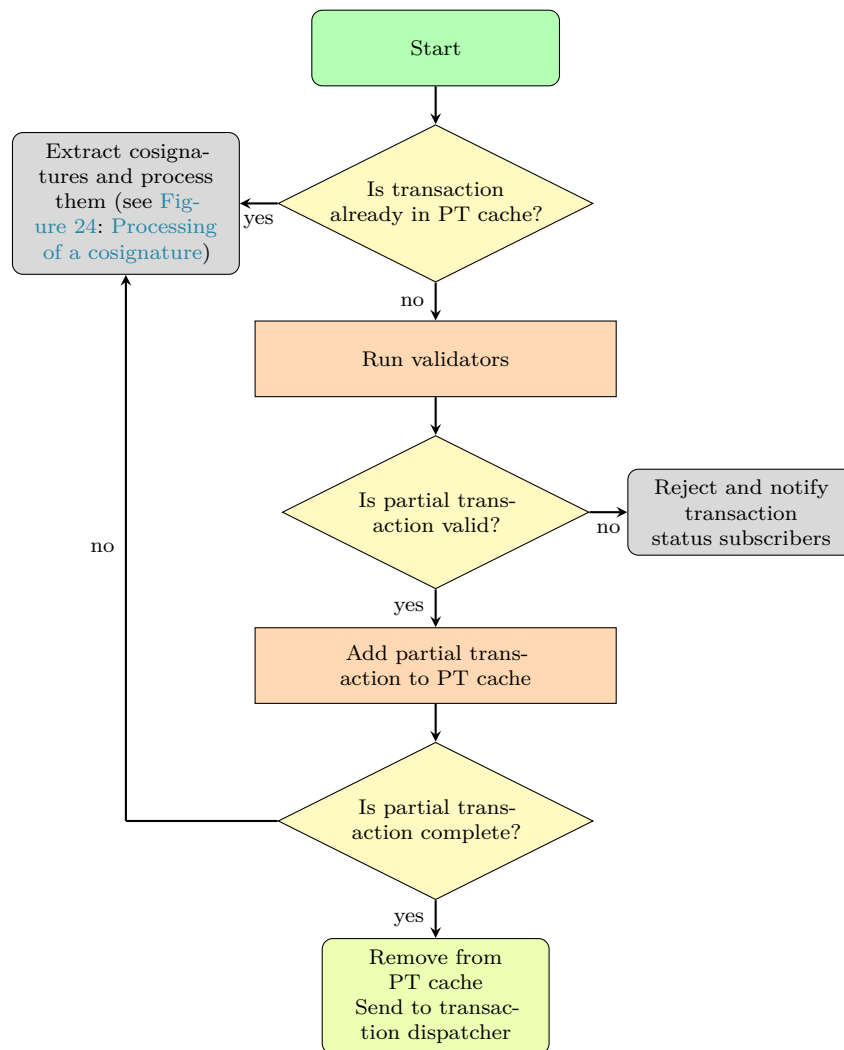 Start
Is transaction
already in PT cache?
yes
Extract cosigna-
tures and process
them (see Fig-
ure 24: Processing
of a cosignature)
no
Run validators
Is partial trans-
action valid?
no
Reject and notify
transaction
status subscribers
yes
Add partial trans-
action to PT cache
Is partial trans-
action complete?
no
yes
Remove from
PT cache
Send to transac-
tion dispatcher